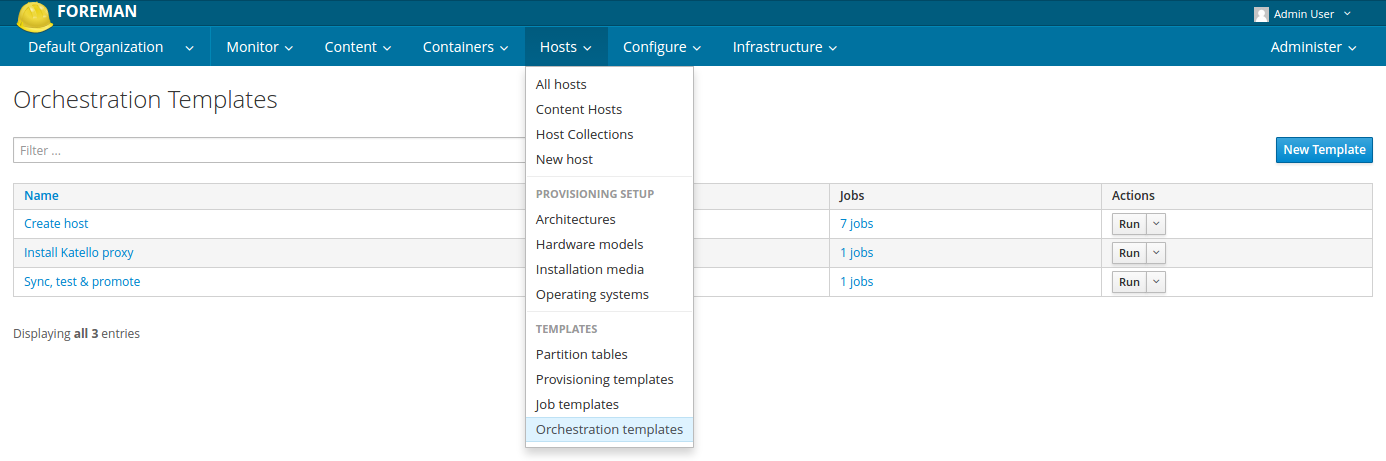 FOREMAN
Admin User
Default Organization
Monitor
Content
Containers
Hosts
Configure
Infrastructure
Administer
Orchestration Templates
Filter ...
New Template
Name
Jobs
Actions
Create host
7 jobs
Run
Install Katello proxy
1 jobs
Run
Sync, test & promote
1 jobs
Run
Displaying all 3 entries
All hosts
Content Hosts
Host Collections
New host
PROVISIONING SETUP
Architectures
Hardware models
Installation media
Operating systems
TEMPLATES
Partition tables
Provisioning templates
Job templates
Orchestration templates